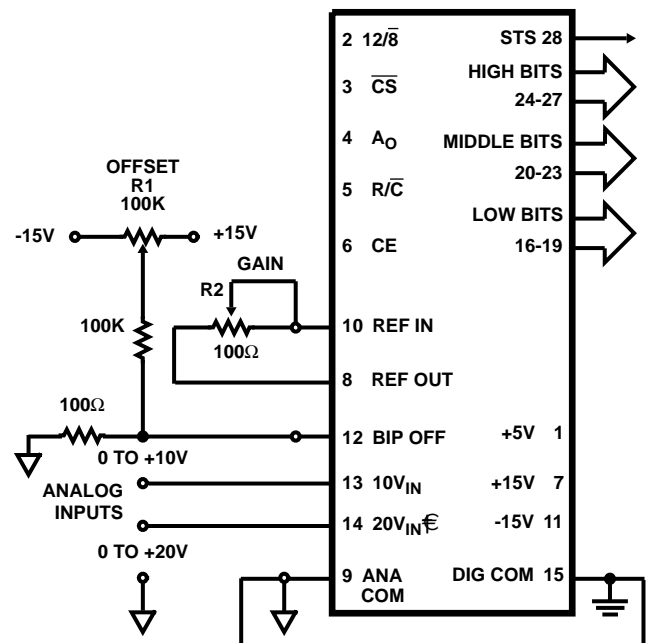 2 12/8̅
STS 28
HIGH BITS
24-27
3 C̅S̅
4 AO
MIDDLE BITS
20-23
5 R/C̅
LOW BITS
16-19
6 CE
OFFSET
R1
100K
-15V
+15V
GAIN
R2
100Ω
100K
10 REF IN
8 REF OUT
100Ω
12 BIP OFF
+5V 1
0 TO +10V
13 10VIN
+15V 7
ANALOG
INPUTS
14 20VIN€
-15V 11
0 TO +20V
9 ANA
COM
DIG COM 15